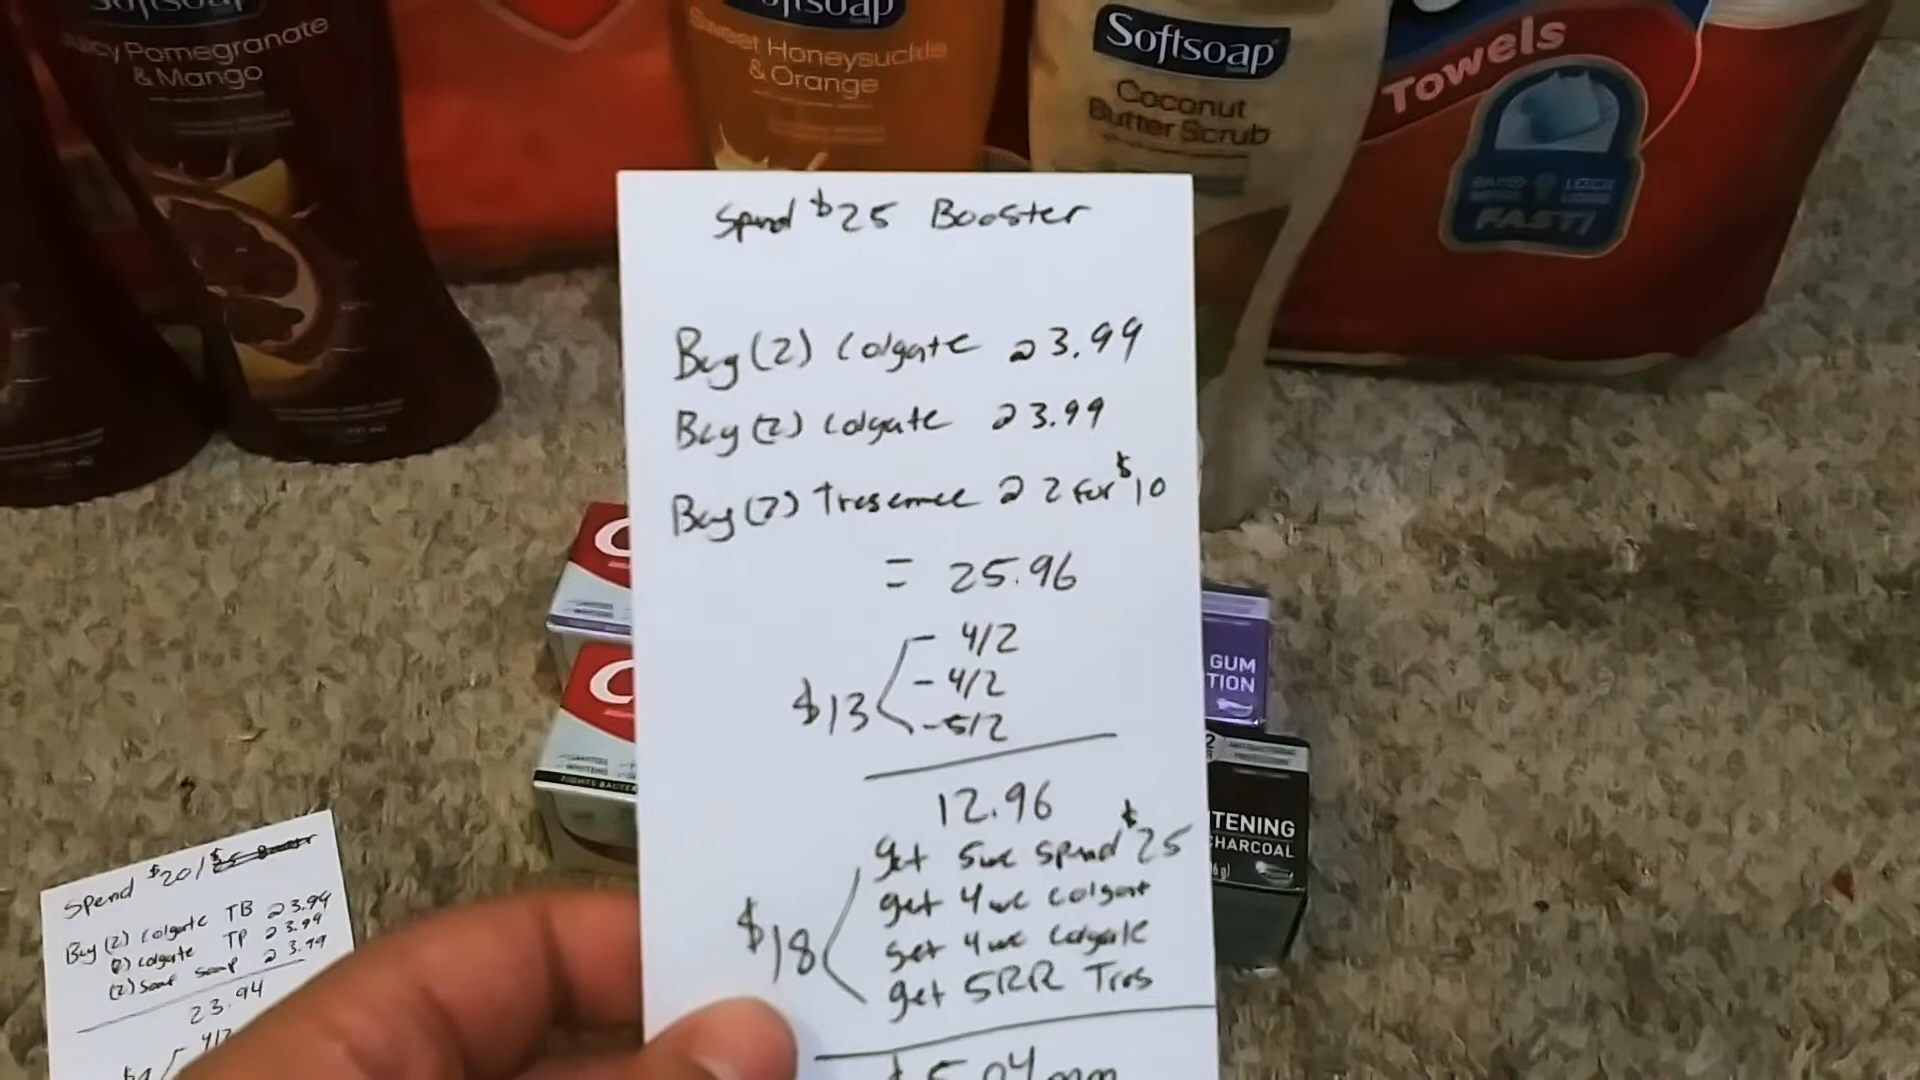 Softsoap
Juicy Pomegranate
& Mango
Softsoap
Sweet Honeysuckle
& Orange
Softsoap
Coconut
Butter Scrub
Towels
LOCK
FAST!
Spend $25 Booster
Buy (2) Colgate @ 3.99
Buy (2) Colgate @ 3.99
Buy (2) Tresemee @ 2 for $10
= 25.96
- 4/2
$13 - 4/2
- 5/2
12.96
get 5wc spend $25
get 4wc colgate
$18 get 4wc colgate
get 5RR Tres
GUM
TION
TENING
CHARCOAL
Spend $20/
Buy (2) Colgate TB @ 3.99
(2) Colgate TP @ 3.99
(2) soaf soap @ 3.99
23.94
4/2